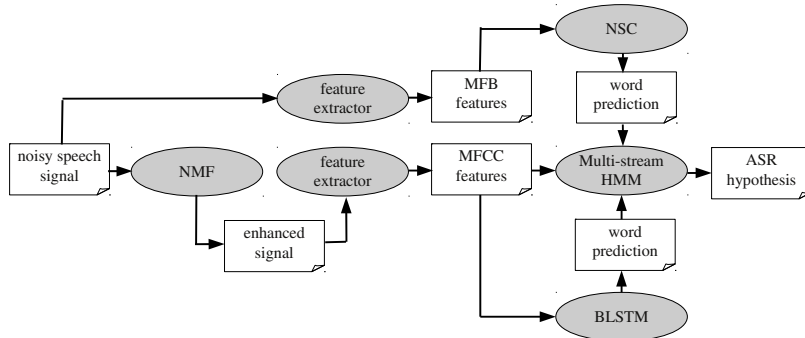 NSC
feature
extractor
MFB
features
word
prediction
noisy speech
signal
NMF
feature
extractor
MFCC
features
Multi-stream
HMM
ASR
hypothesis
enhanced
signal
word
prediction
BLSTM